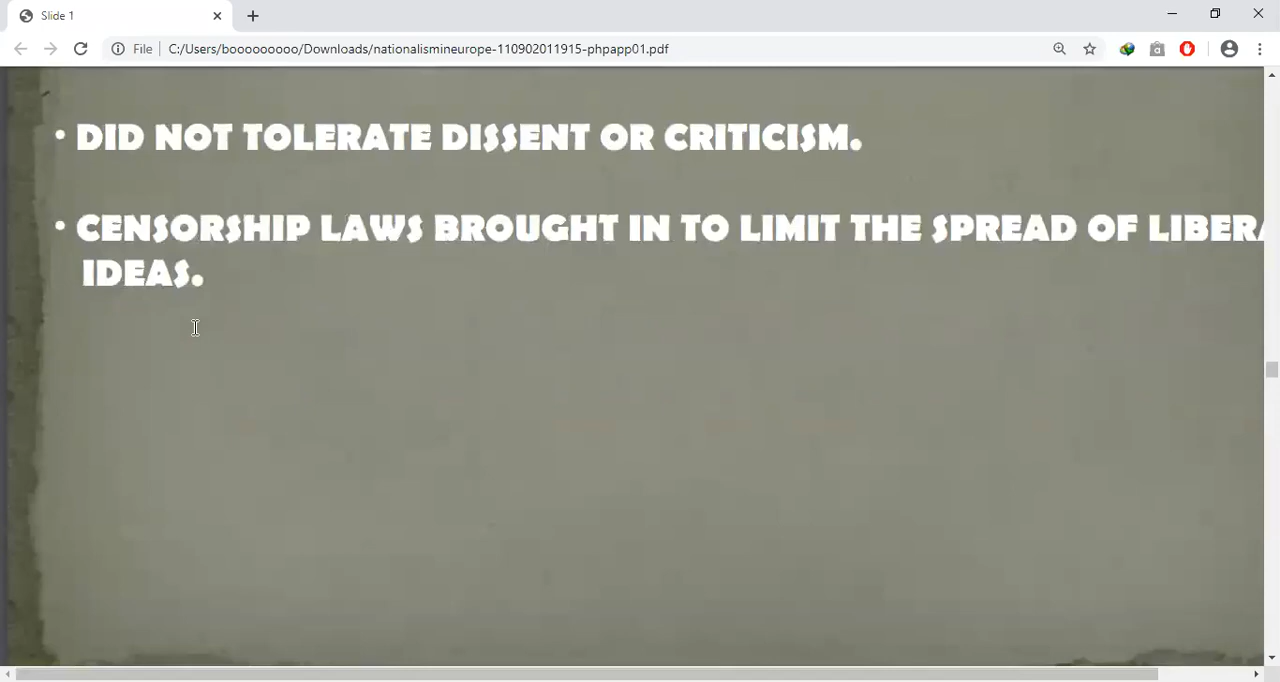 Slide 1
File
C:/Users/booooooooo/Downloads/nationalismineurope-110902011915-phpapp01.pdf
• DID NOT TOLERATE DISSENT OR CRITICISM.
• CENSORSHIP LAWS BROUGHT IN TO LIMIT THE SPREAD OF
IDEAS.